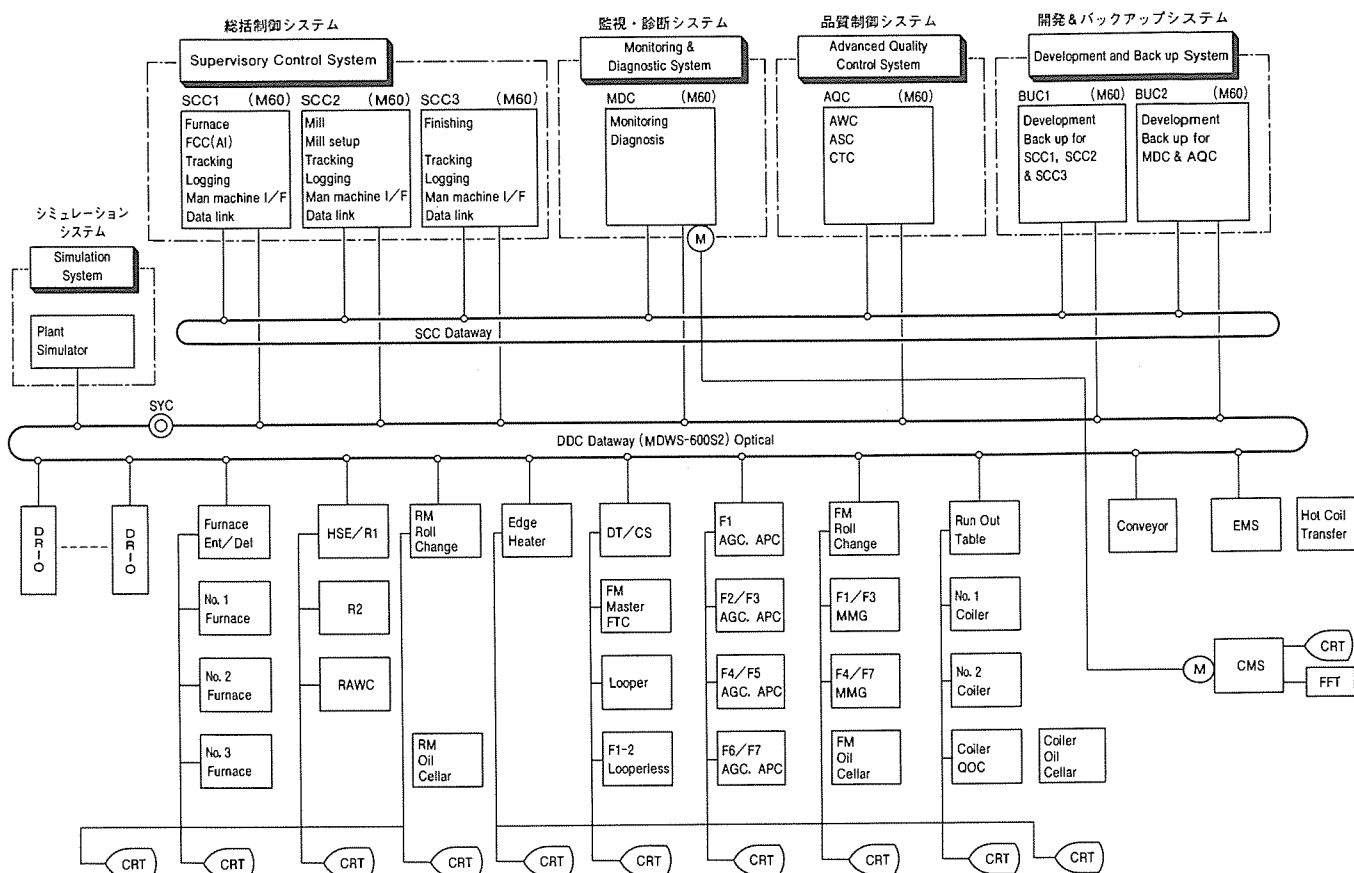 総括制御システム
Supervisory Control System
監視・診断システム
Monitoring &
Diagnostic System
品質制御システム
Advanced Quality
Control System
開発&バックアップシステム
Development and Back up System
SCC1 (M60)
Furnace
FCC(AI)
Tracking
Logging
Man machine I/F
Data link
SCC2 (M60)
Mill
Mill setup
Tracking
Logging
Man machine I/F
Data link
SCC3 (M60)
Finishing
Tracking
Logging
Man machine I/F
Data link
MDC (M60)
Monitoring
Diagnosis
M
AQC (M60)
AWC
ASC
CTC
BUC1 (M60)
Development
Back up for
SCC1, SCC2
& SCC3
BUC2 (M60)
Development
Back up for
MDC & AQC
シミュレーション
システム
Simulation
System
Plant
Simulator
SCC Dataway
SYC
DDC Dataway (MDWS-600S2) Optical
DRIO
DRIO
Furnace
Ent/Del
No. 1
Furnace
No. 2
Furnace
No. 3
Furnace
HSE/R1
R2
RAWC
RM
Roll
Change
RM
Oil
Cellar
Edge
Heater
DT/CS
FM
Master
FTC
Looper
F1-2
Looperless
F1
AGC. APC
F2/F3
AGC. APC
F4/F5
AGC. APC
F6/F7
AGC. APC
FM
Roll
Change
F1/F3
MMG
F4/F7
MMG
FM
Oil
Cellar
Run Out
Table
No. 1
Coiler
No. 2
Coiler
Coiler
QOC
Coiler
Oil
Cellar
Conveyor
EMS
Hot Coil
Transfer
M
CMS
CRT
FFT
CRT
CRT
CRT
CRT
CRT
CRT
CRT
CRT
CRT
CRT